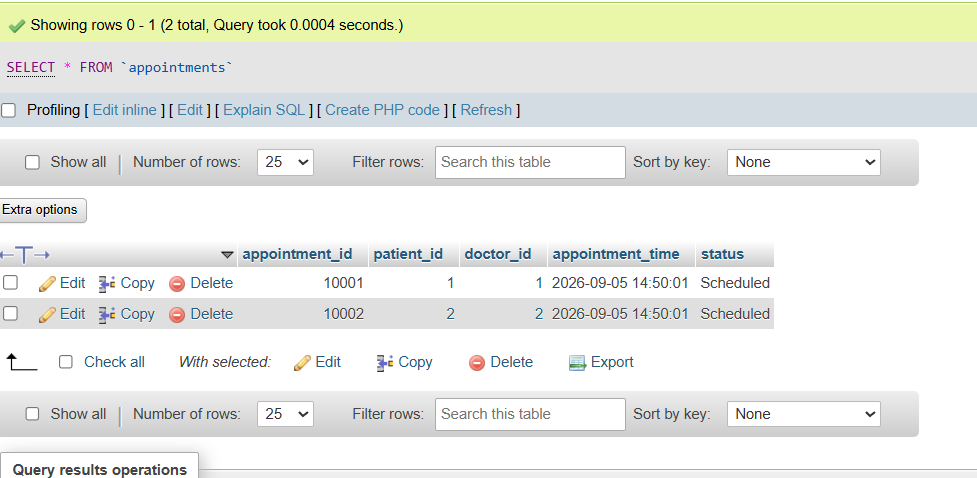 Showing rows 0 - 1 (2 total, Query took 0.0004 seconds.)
SELECT * FROM `appointments`
Profiling [ Edit inline ] [ Edit ] [ Explain SQL ] [ Create PHP code ] [ Refresh ]
Show all | Number of rows: 25 Filter rows: Search this table Sort by key: None
Extra options
←T→ appointment_id patient_id doctor_id appointment_time status
Edit Copy Delete 10001 1 1 2026-09-05 14:50:01 Scheduled
Edit Copy Delete 10002 2 2 2026-09-05 14:50:01 Scheduled
Check all With selected: Edit Copy Delete Export
Show all | Number of rows: 25 Filter rows: Search this table Sort by key: None
Query results operations